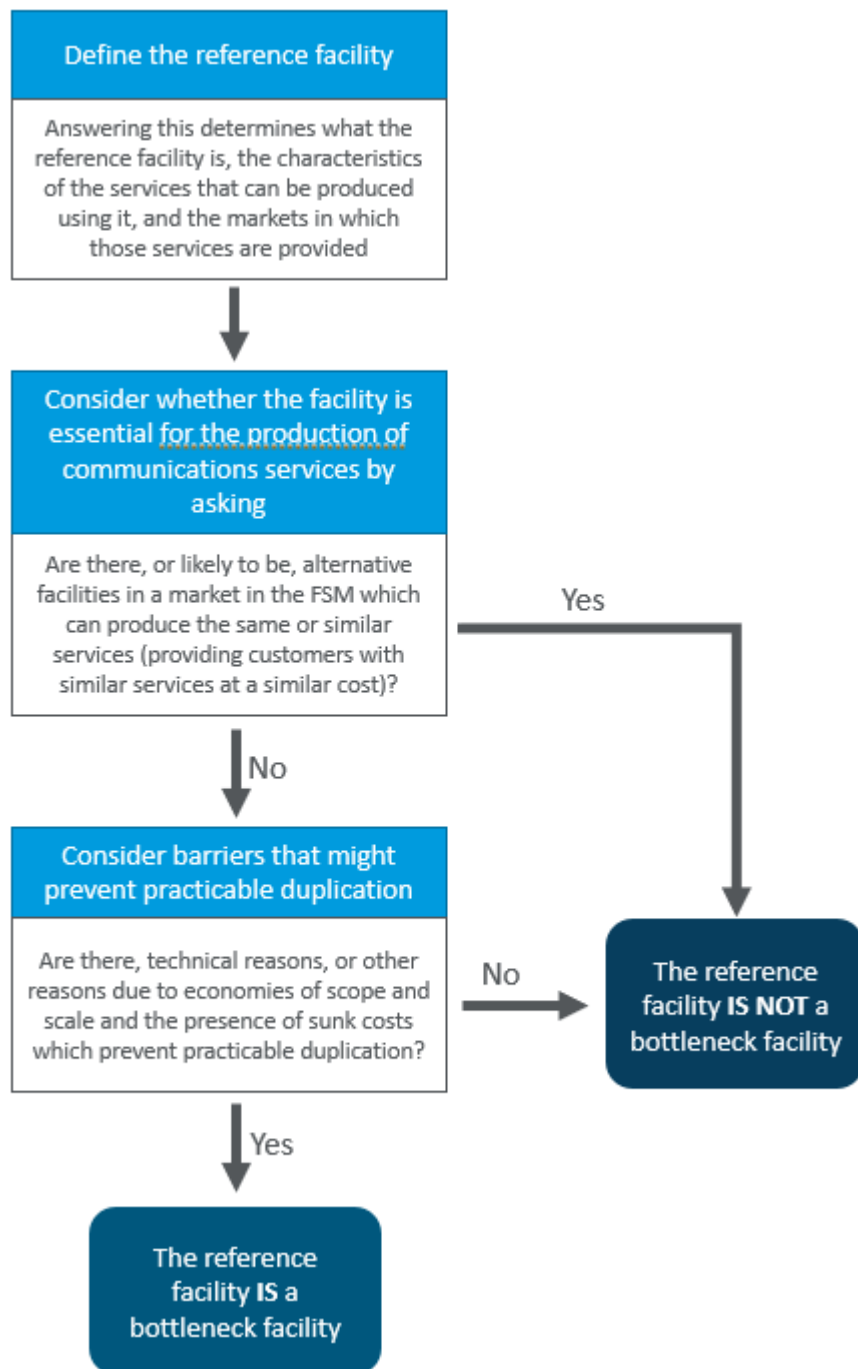 Define the reference facility
Answering this determines what the
reference facility is, the characteristics
of the services that can be produced
using it, and the markets in which
those services are provided
Consider whether the facility is
essential for the production of
communications services by
asking
Are there, or likely to be, alternative
facilities in a market in the FSM which
can produce the same or similar
services (providing customers with
similar services at a similar cost)?
Yes
No
Consider barriers that might
prevent practicable duplication
Are there, technical reasons, or other
reasons due to economies of scope and
scale and the presence of sunk costs
which prevent practicable duplication?
No
The reference
facility IS NOT a
bottleneck facility
Yes
The reference
facility IS a
bottleneck facility